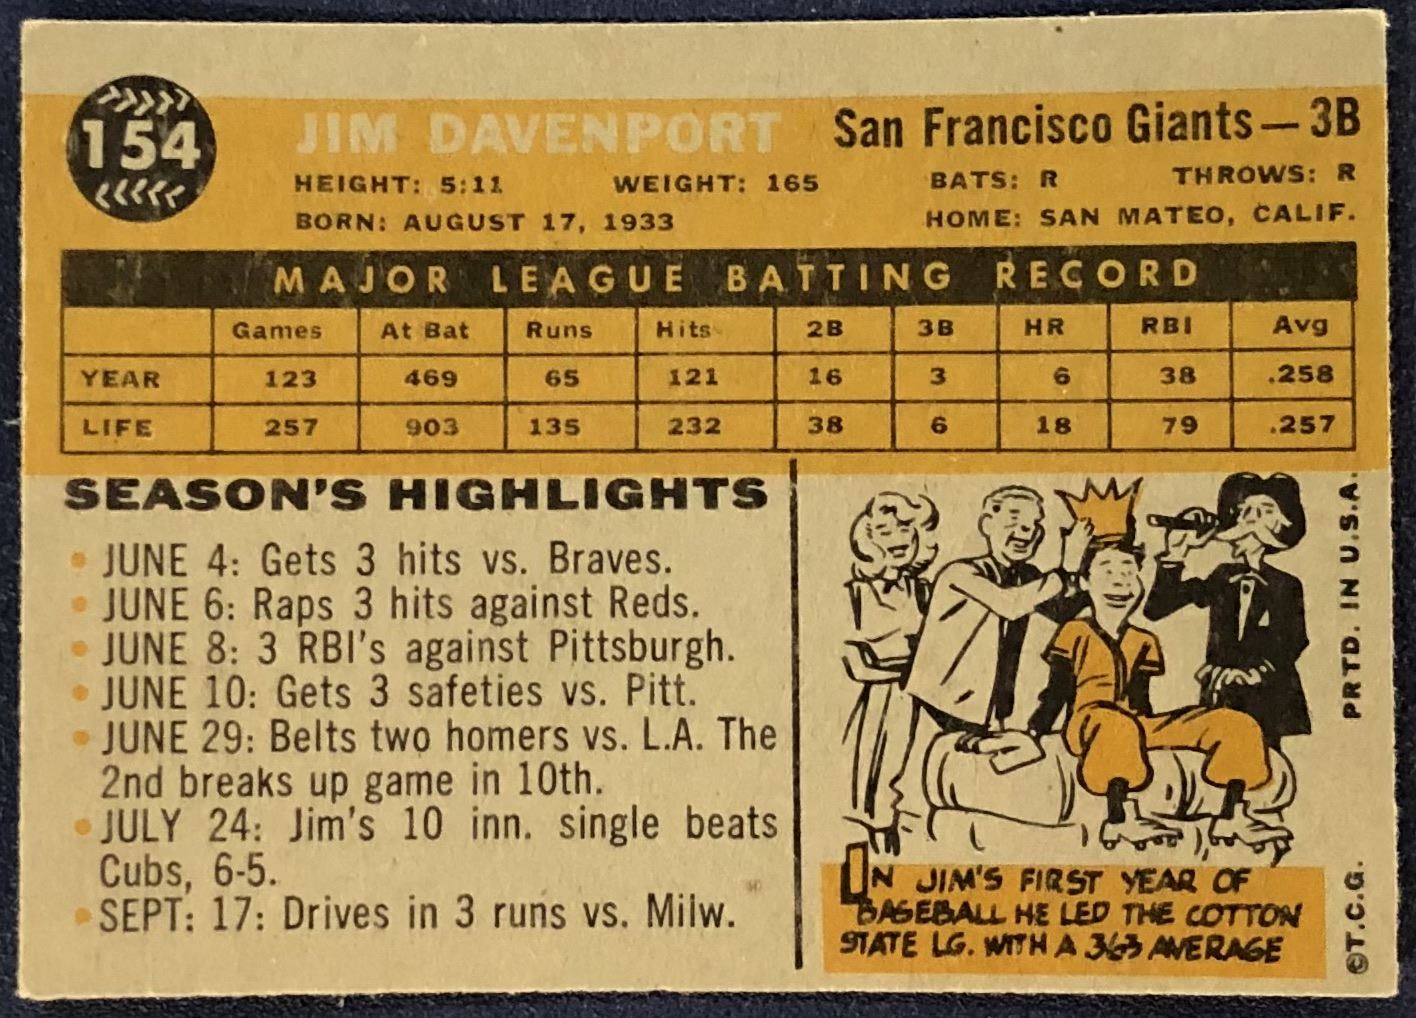 154
JIM DAVENPORT
San Francisco Giants — 3B
HEIGHT: 5:11 WEIGHT: 165 BATS: R THROWS: R
BORN: AUGUST 17, 1933 HOME: SAN MATEO, CALIF.
MAJOR LEAGUE BATTING RECORD
Games At Bat Runs Hits 2B 3B HR RBI Avg
YEAR 123 469 65 121 16 3 6 38 .258
LIFE 257 903 135 232 38 6 18 79 .257
SEASON'S HIGHLIGHTS
• JUNE 4: Gets 3 hits vs. Braves.
• JUNE 6: Raps 3 hits against Reds.
• JUNE 8: 3 RBI's against Pittsburgh.
• JUNE 10: Gets 3 safeties vs. Pitt.
• JUNE 29: Belts two homers vs. L.A. The
2nd breaks up game in 10th.
• JULY 24: Jim's 10 inn. single beats
Cubs, 6-5.
• SEPT: 17: Drives in 3 runs vs. Milw.
IN JIM'S FIRST YEAR OF
BASEBALL HE LED THE COTTON
STATE LG. WITH A 363 AVERAGE
©T.C.G. PRTD. IN U.S.A.